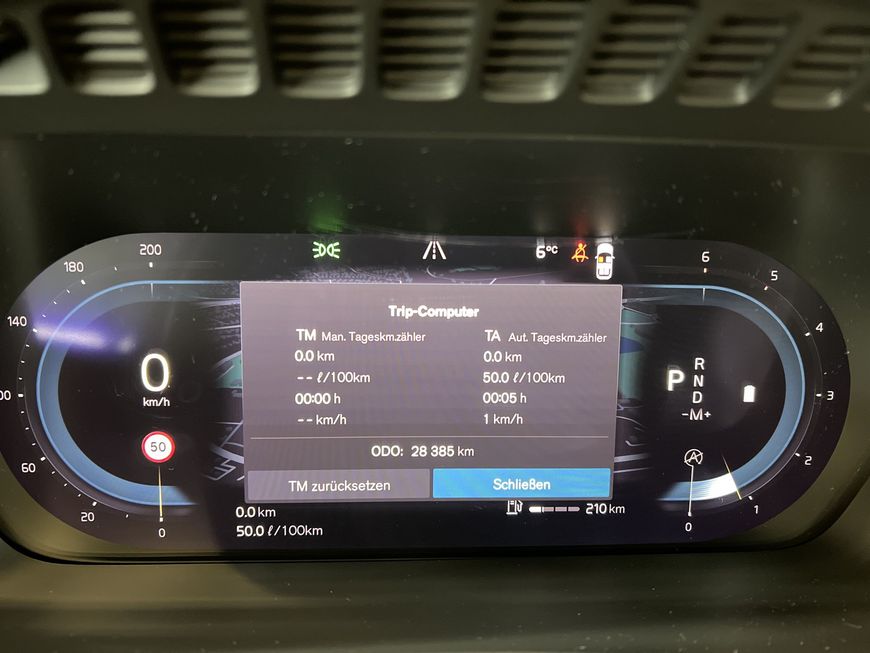 200
180
140
60
20
0
0
km/h
50
6°C
6
5
4
3
2
1
0
Trip-Computer
TM Man. Tageskm.zähler
TA Aut. Tageskm.zähler
0.0 km
0.0 km
-- ℓ/100km
50.0 ℓ/100km
00:00 h
00:05 h
-- km/h
1 km/h
ODO: 28 385 km
TM zurücksetzen
Schließen
P
R
N
D
-M+
A
0.0 km
50.0 ℓ/100km
210 km